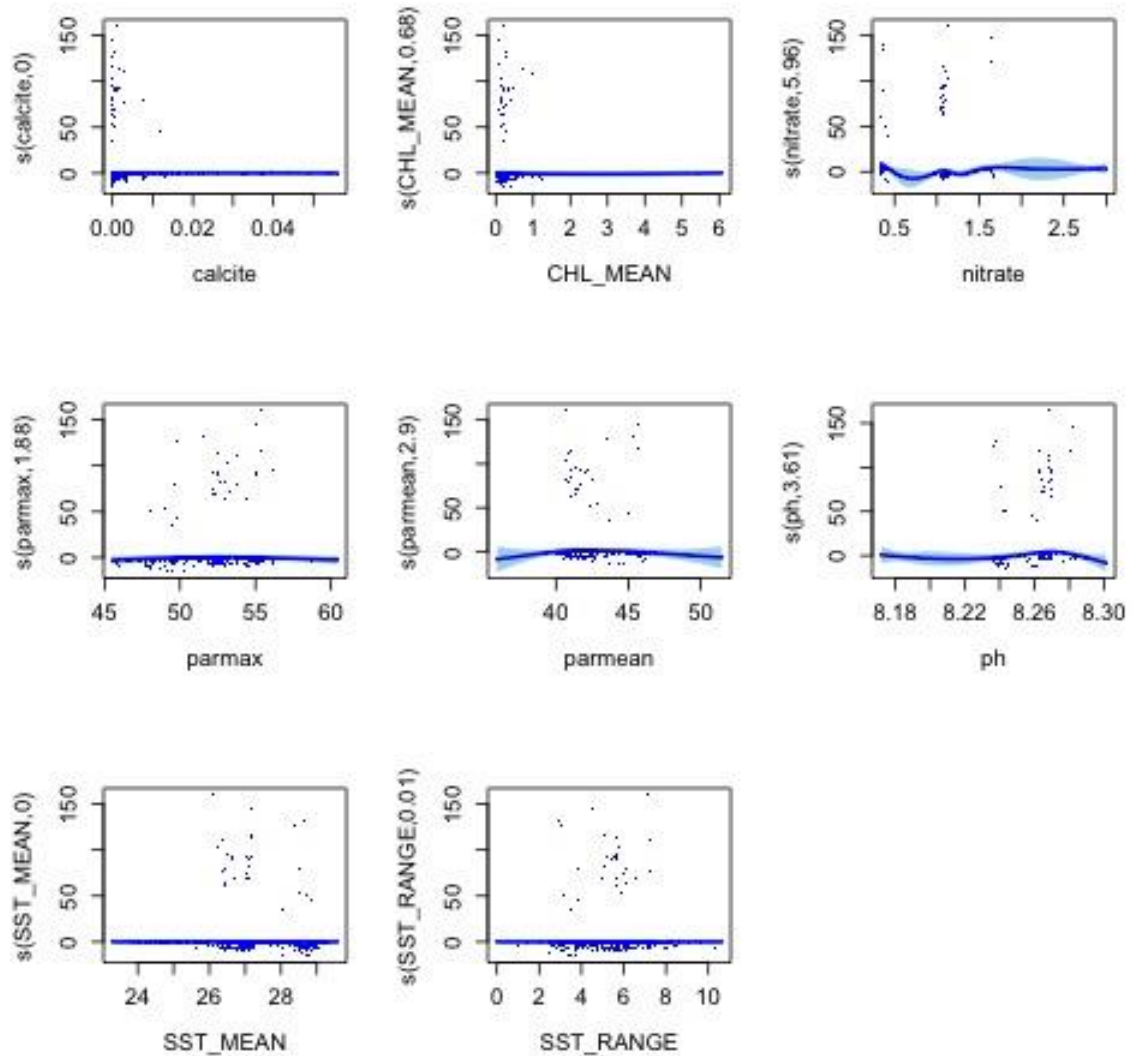 s(calcite,0)
150
50
0
0.00 0.02 0.04
calcite
s(CHL_MEAN,0.68)
150
50
0
0 1 2 3 4 5 6
CHL_MEAN
s(nitrate,5.96)
150
50
0
0.5 1.5 2.5
nitrate
s(parmax,1.88)
150
50
0
45 50 55 60
parmax
s(parmean,2.9)
150
50
0
40 45 50
parmean
s(ph,3.61)
150
50
0
8.18 8.22 8.26 8.30
ph
s(SST_MEAN,0)
150
50
0
24 26 28
SST_MEAN
s(SST_RANGE,0.01)
150
50
0
0 2 4 6 8 10
SST_RANGE